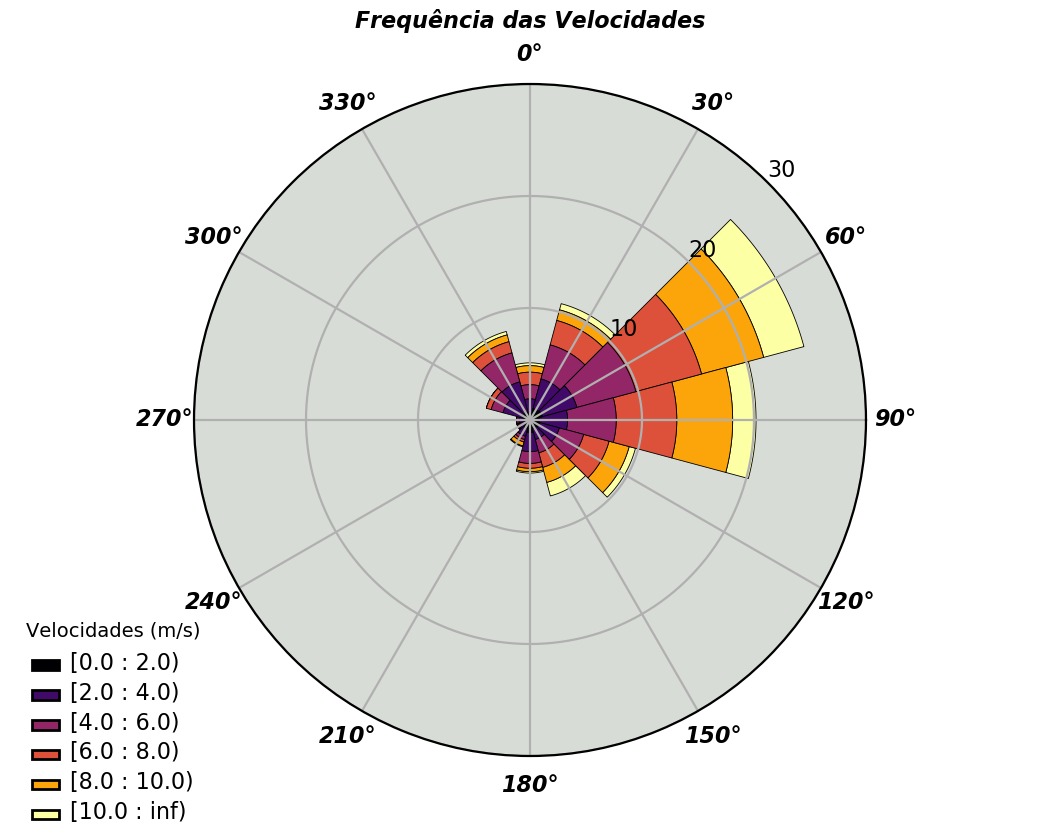 Frequência das Velocidades
0°
330°
30°
30
300°
60°
20
10
270°
90°
240°
120°
210°
150°
180°
Velocidades (m/s)
[0.0 : 2.0)
[2.0 : 4.0)
[4.0 : 6.0)
[6.0 : 8.0)
[8.0 : 10.0)
[10.0 : inf)